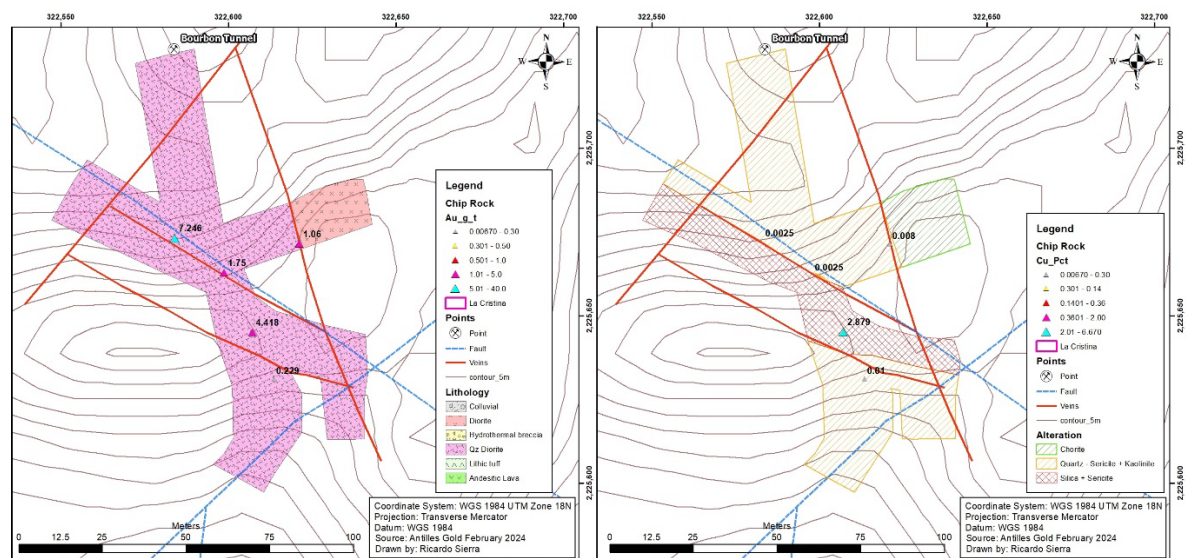 322,550
322,600
322,650
322,700
Bourbon Tunnel
N
W
E
S
2,225,700
2,225,650
2,225,600
7.246
1.06
1.75
4.418
0.229
Legend
Chip Rock
Au_g_t
0.00670 - 0.30
0.301 - 0.50
0.501 - 1.0
1.01 - 5.0
5.01 - 40.0
La Cristina
Points
Point
Fault
Veins
contour_5m
Lithology
Colluvial
Diorite
Hydrothermal breccia
Qz Diorite
Lithic tuff
Andestic Lava
Coordinate System: WGS 1984 UTM Zone 18N
Projection: Transverse Mercator
Datum: WGS 1984
Source: Antilles Gold February 2024
Drawn by: Ricardo Sierra
Meters
0 12.5 25 50 75 100
322,550
322,600
322,650
322,700
Bourbon Tunnel
N
W
E
S
2,225,700
2,225,650
2,225,600
0.0025
0.008
0.0025
2.879
0.01
Legend
Chip Rock
Cu_Pct
0.00670 - 0.30
0.301 - 0.14
0.1401 - 0.36
0.3601 - 2.00
2.01 - 6.670
La Cristina
Points
Point
Fault
Veins
contour_5m
Alteration
Chorite
Quartz - Sericite + Kaolinile
Silica + Sericite
Coordinate System: WGS 1984 UTM Zone 18N
Projection: Transverse Mercator
Datum: WGS 1984
Source: Antilles Gold February 2024
Drawn by: Ricardo Sierra
Meters
0 12.5 25 50 75 100